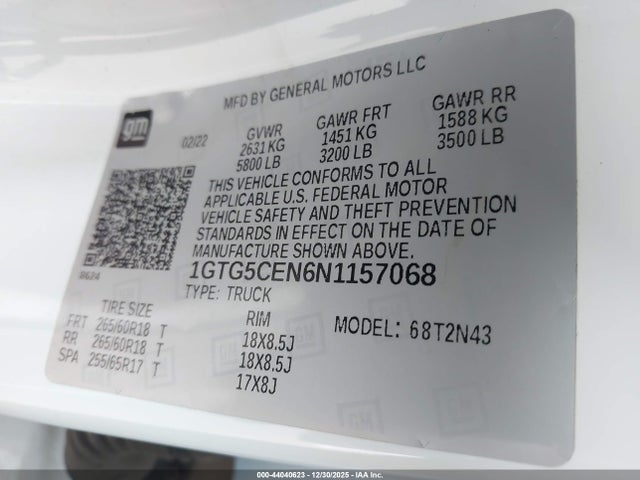 MFD BY GENERAL MOTORS LLC
gm
02/22
GVWR
2631 KG
5800 LB
GAWR FRT
1451 KG
3200 LB
GAWR RR
1588 KG
3500 LB
THIS VEHICLE CONFORMS TO ALL
APPLICABLE U.S. FEDERAL MOTOR
VEHICLE SAFETY AND THEFT PREVENTION
STANDARDS IN EFFECT ON THE DATE OF
MANUFACTURE SHOWN ABOVE.
8624
1GTG5CEN6N1157068
TYPE: TRUCK
TIRE SIZE
RIM
MODEL: 68T2N43
FRT 265/60R18 T 18X8.5J
RR 265/60R18 T 18X8.5J
SPA 255/65R17 T 17X8J
000-44040623 - 12/30/2025 - IAA Inc.